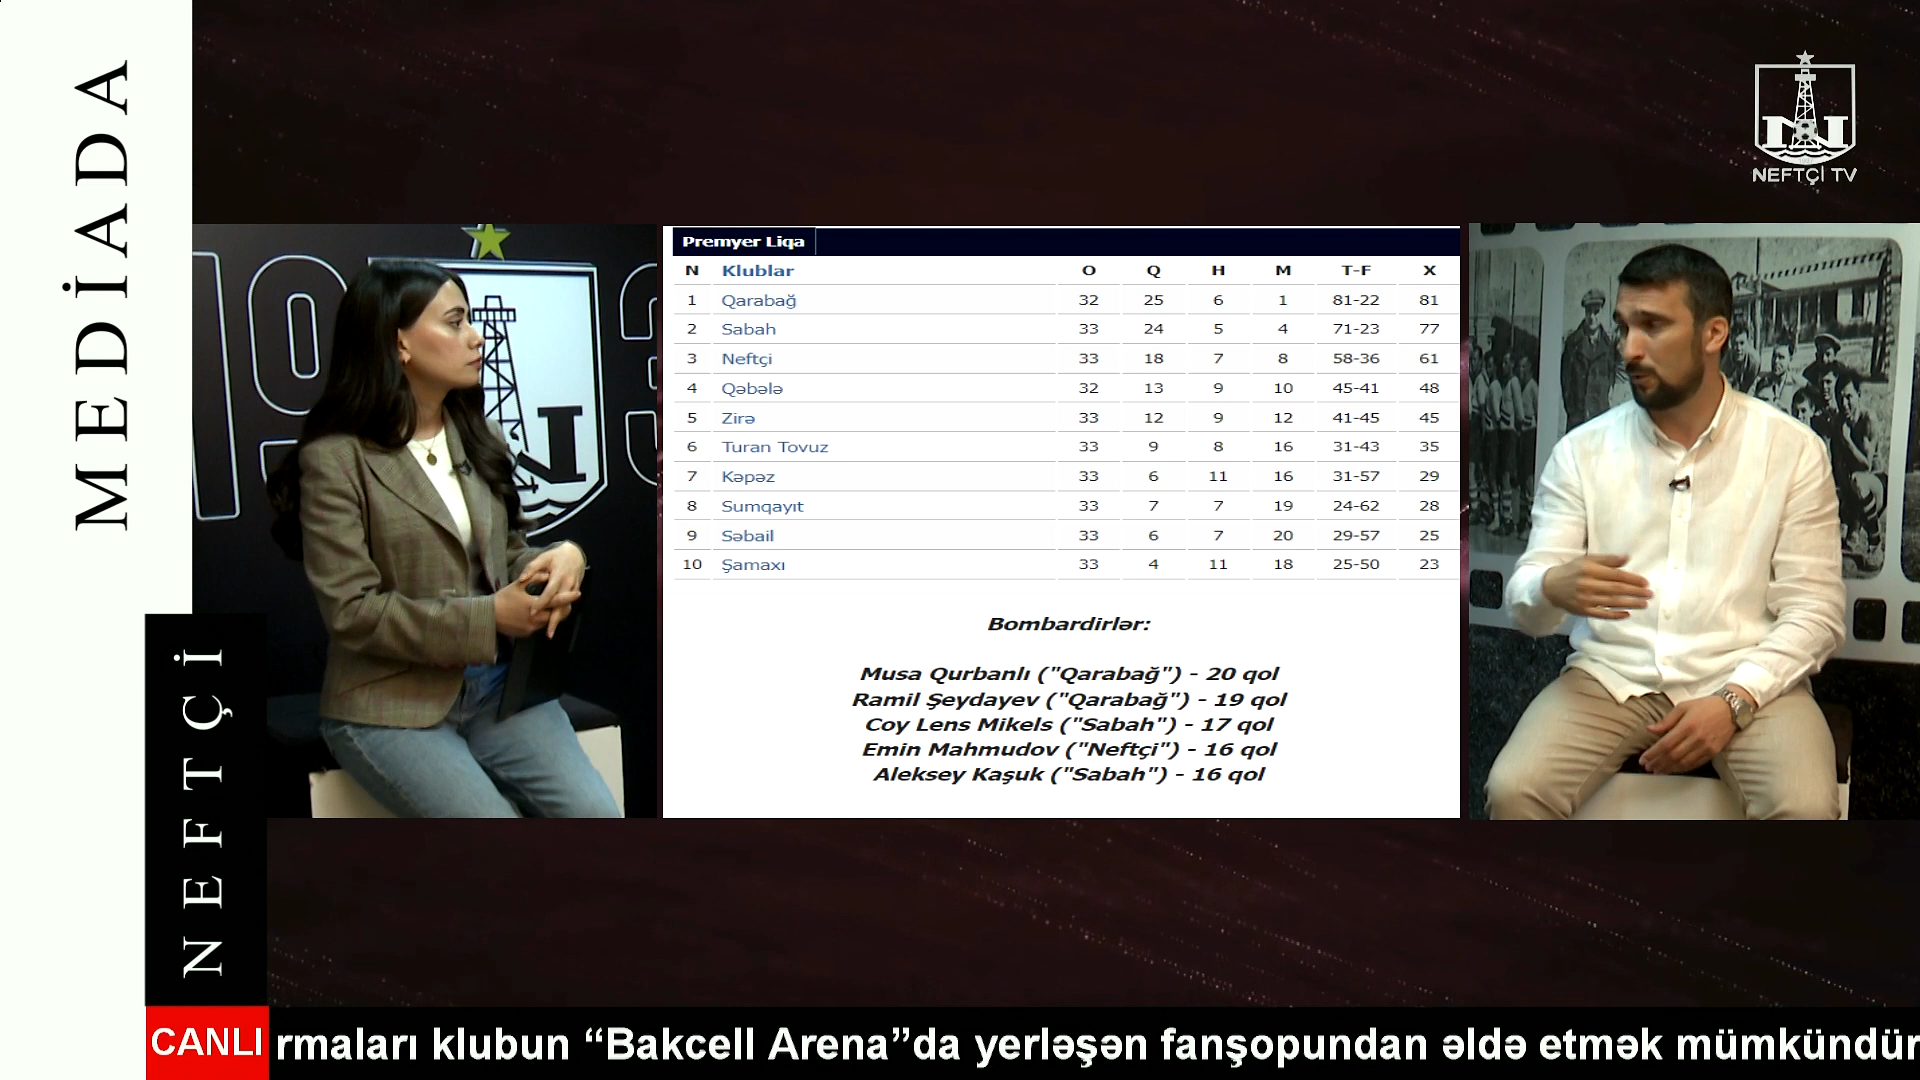 MEDİADA
NEFTÇİ
NEFTÇİ TV
193
N
Premyer Liqa
N Klublar O Q H M T-F X
1 Qarabağ 32 25 6 1 81-22 81
2 Sabah 33 24 5 4 71-23 77
3 Neftçi 33 18 7 8 58-36 61
4 Qəbələ 32 13 9 10 45-41 48
5 Zirə 33 12 9 12 41-45 45
6 Turan Tovuz 33 9 8 16 31-43 35
7 Kəpəz 33 6 11 16 31-57 29
8 Sumqayıt 33 7 7 19 24-62 28
9 Səbail 33 6 7 20 29-57 25
10 Şamaxı 33 4 11 18 25-50 23
Bombardirlər:
Musa Qurbanlı ("Qarabağ") - 20 qol
Ramil Şeydayev ("Qarabağ") - 19 qol
Coy Lens Mikels ("Sabah") - 17 qol
Emin Mahmudov ("Neftçi") - 16 qol
Aleksey Kaşuk ("Sabah") - 16 qol
CANLI rmaları klubun “Bakcell Arena”da yerləşən fanşopundan əldə etmək mümkündür